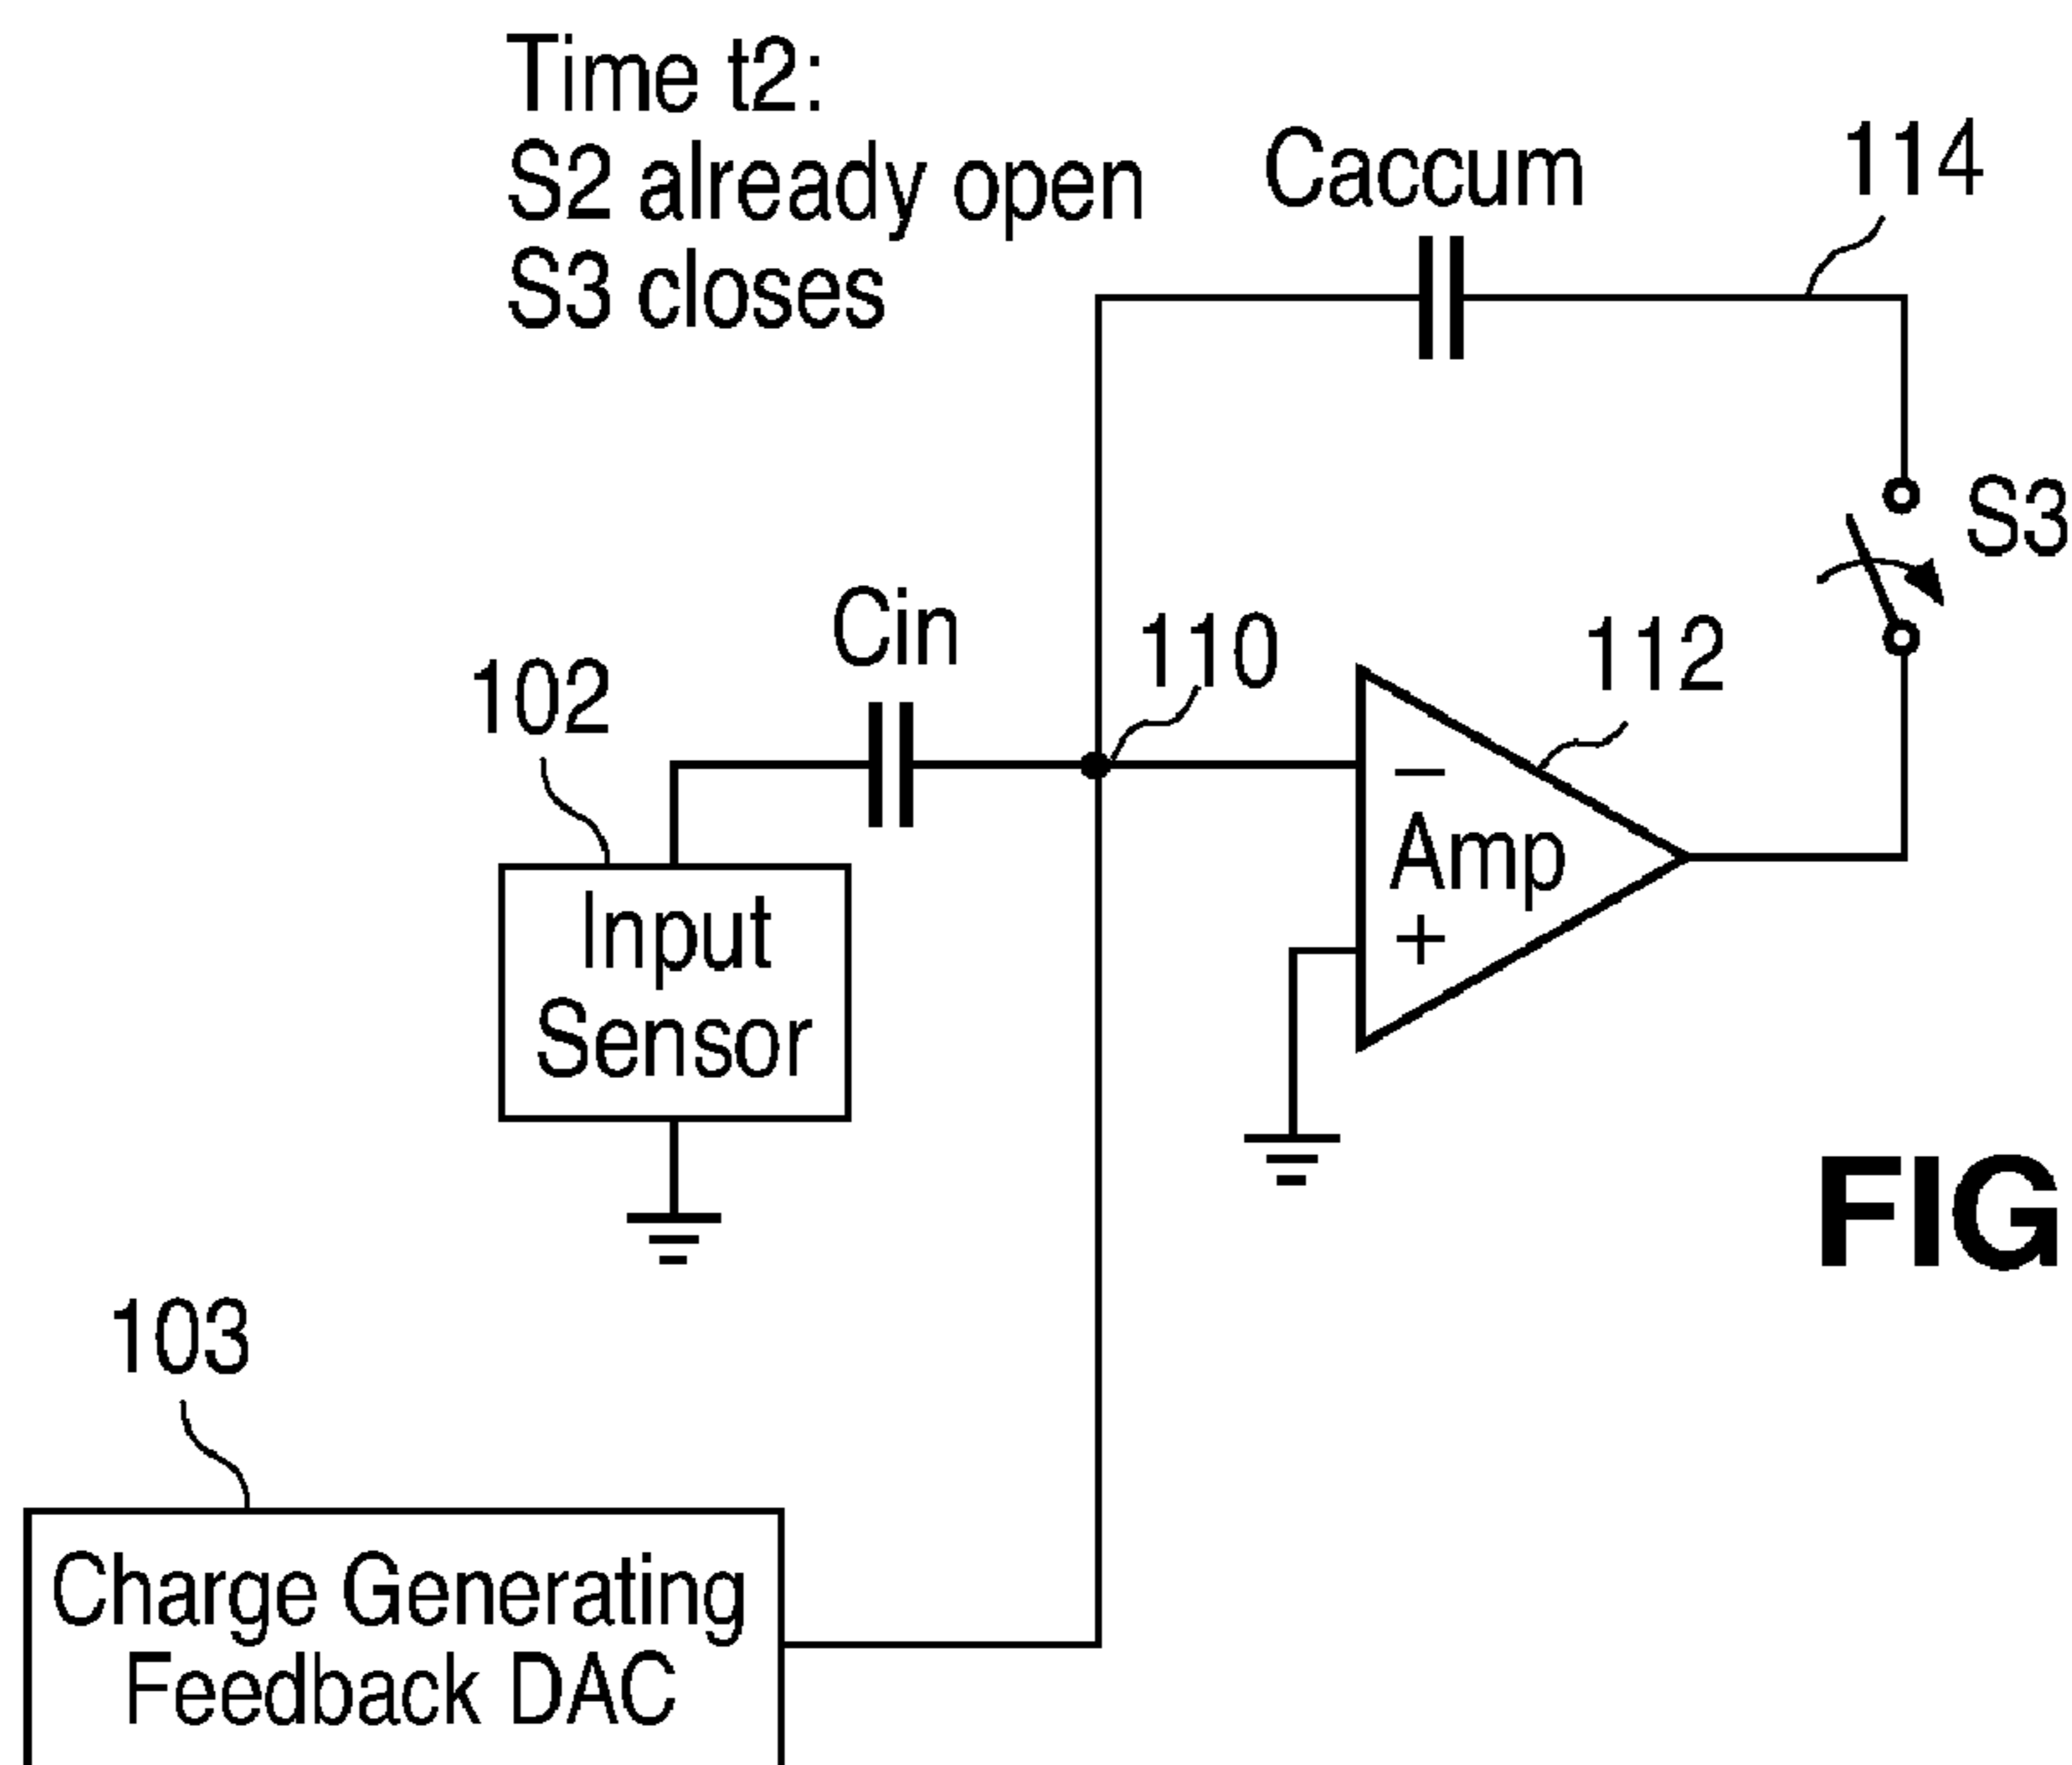 Time t2:
S2 already open
S3 closes
Caccum
114
S3
Cin
110
112
102
−
Amp
+
Input
Sensor
FIG
103
Charge Generating
Feedback DAC